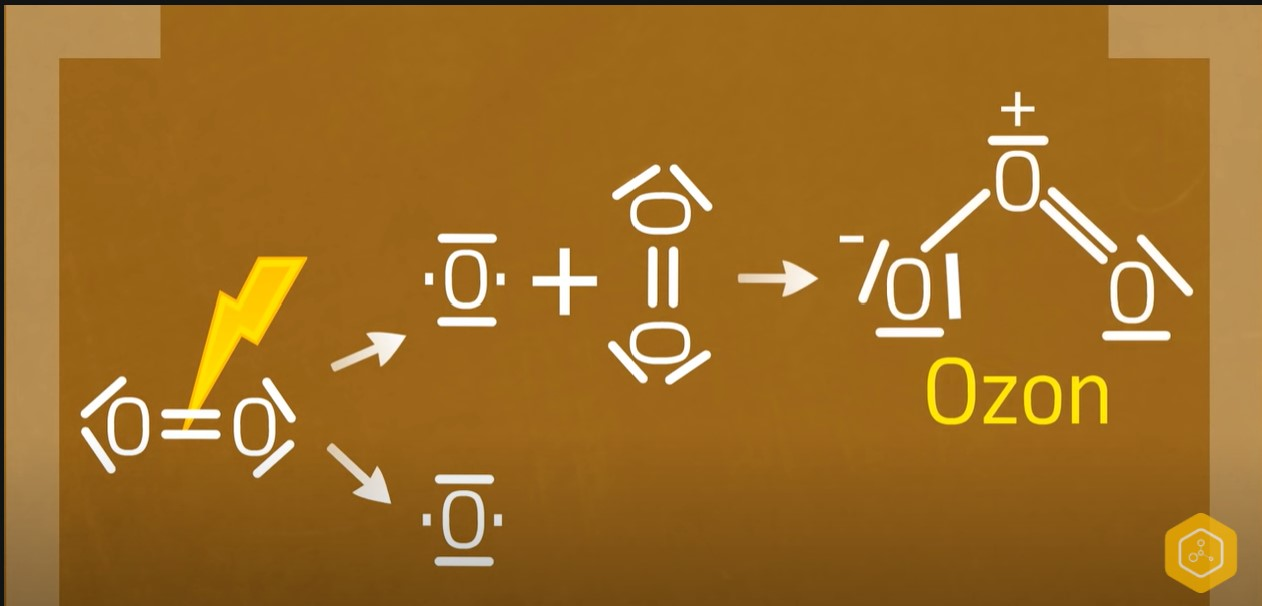 O=O
·O· + O=O → O–O=O
·O·
+
-
Ozon